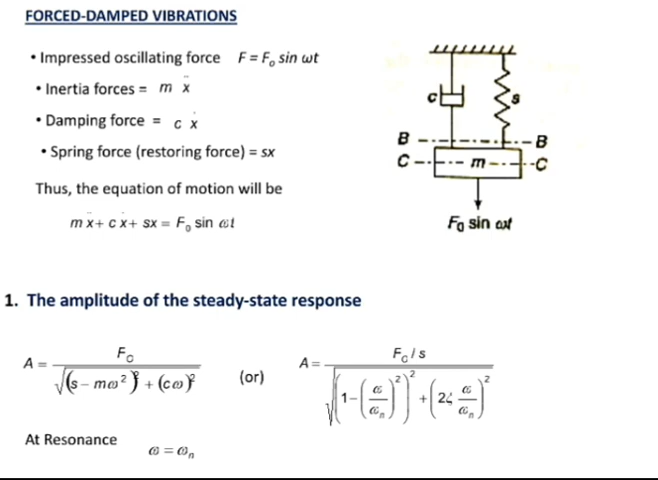 FORCED-DAMPED VIBRATIONS
• Impressed oscillating force F = F₀ sin ωt
• Inertia forces = m ẍ
• Damping force = c ẋ
• Spring force (restoring force) = sx
Thus, the equation of motion will be
m ẍ + c ẋ + sx = F₀ sin ωt
c
s
B B
C m C
F₀ sin ωt
1. The amplitude of the steady-state response
A = F₀ / √((s − mω²)² + (cω)²) (or) A = F₀ / s / √((1 − (ω/ωₙ)²)² + (2ζ ω/ωₙ)²)
At Resonance
ω = ωₙ